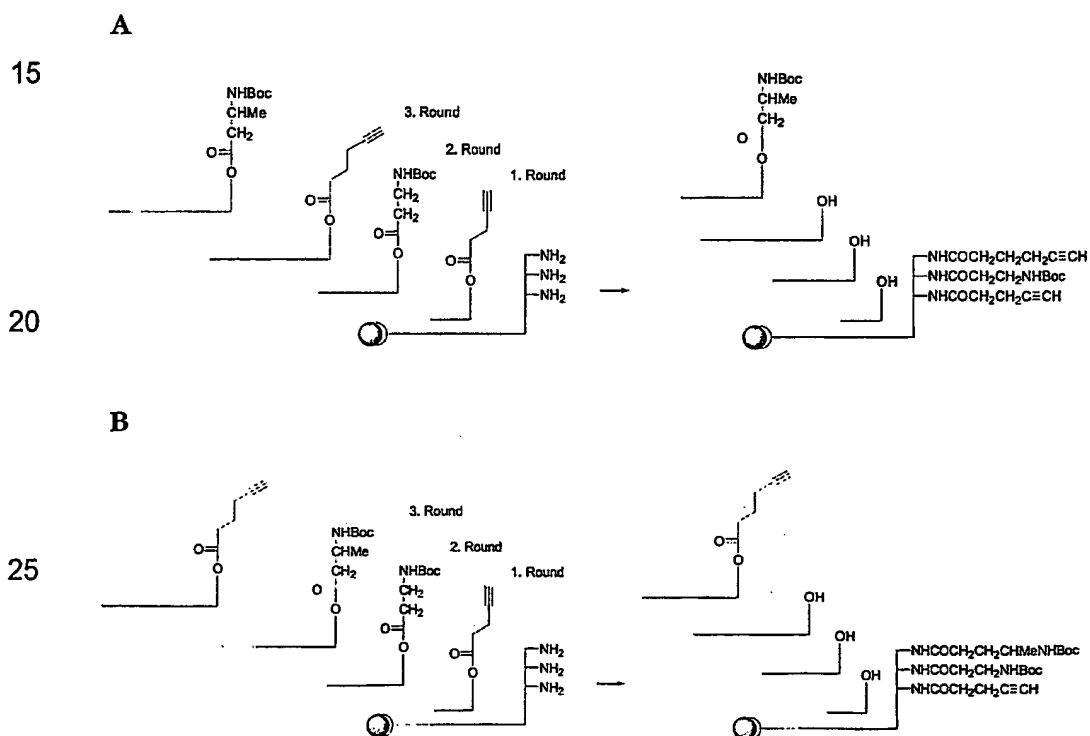 A
15
NHBoc
CHMe
CH2
O
O
3. Round
O
O
2. Round
NHBoc
CH2
CH2
O
O
1. Round
O
O
NH2
NH2
NH2
NHBoc
CHMe
CH2
O
O
OH
OH
OH
NHCOCH2CH2CH2C≡CH
NHCOCH2CH2NHBoc
NHCOCH2CH2C≡CH
20
B
O
O
3. Round
NHBoc
CHMe
CH2
O
O
2. Round
NHBoc
CH2
CH2
O
O
1. Round
O
O
NH2
NH2
NH2
O
O
OH
OH
OH
NHCOCH2CH2CHMeNHBoc
NHCOCH2CH2NHBoc
NHCOCH2CH2C≡CH
25